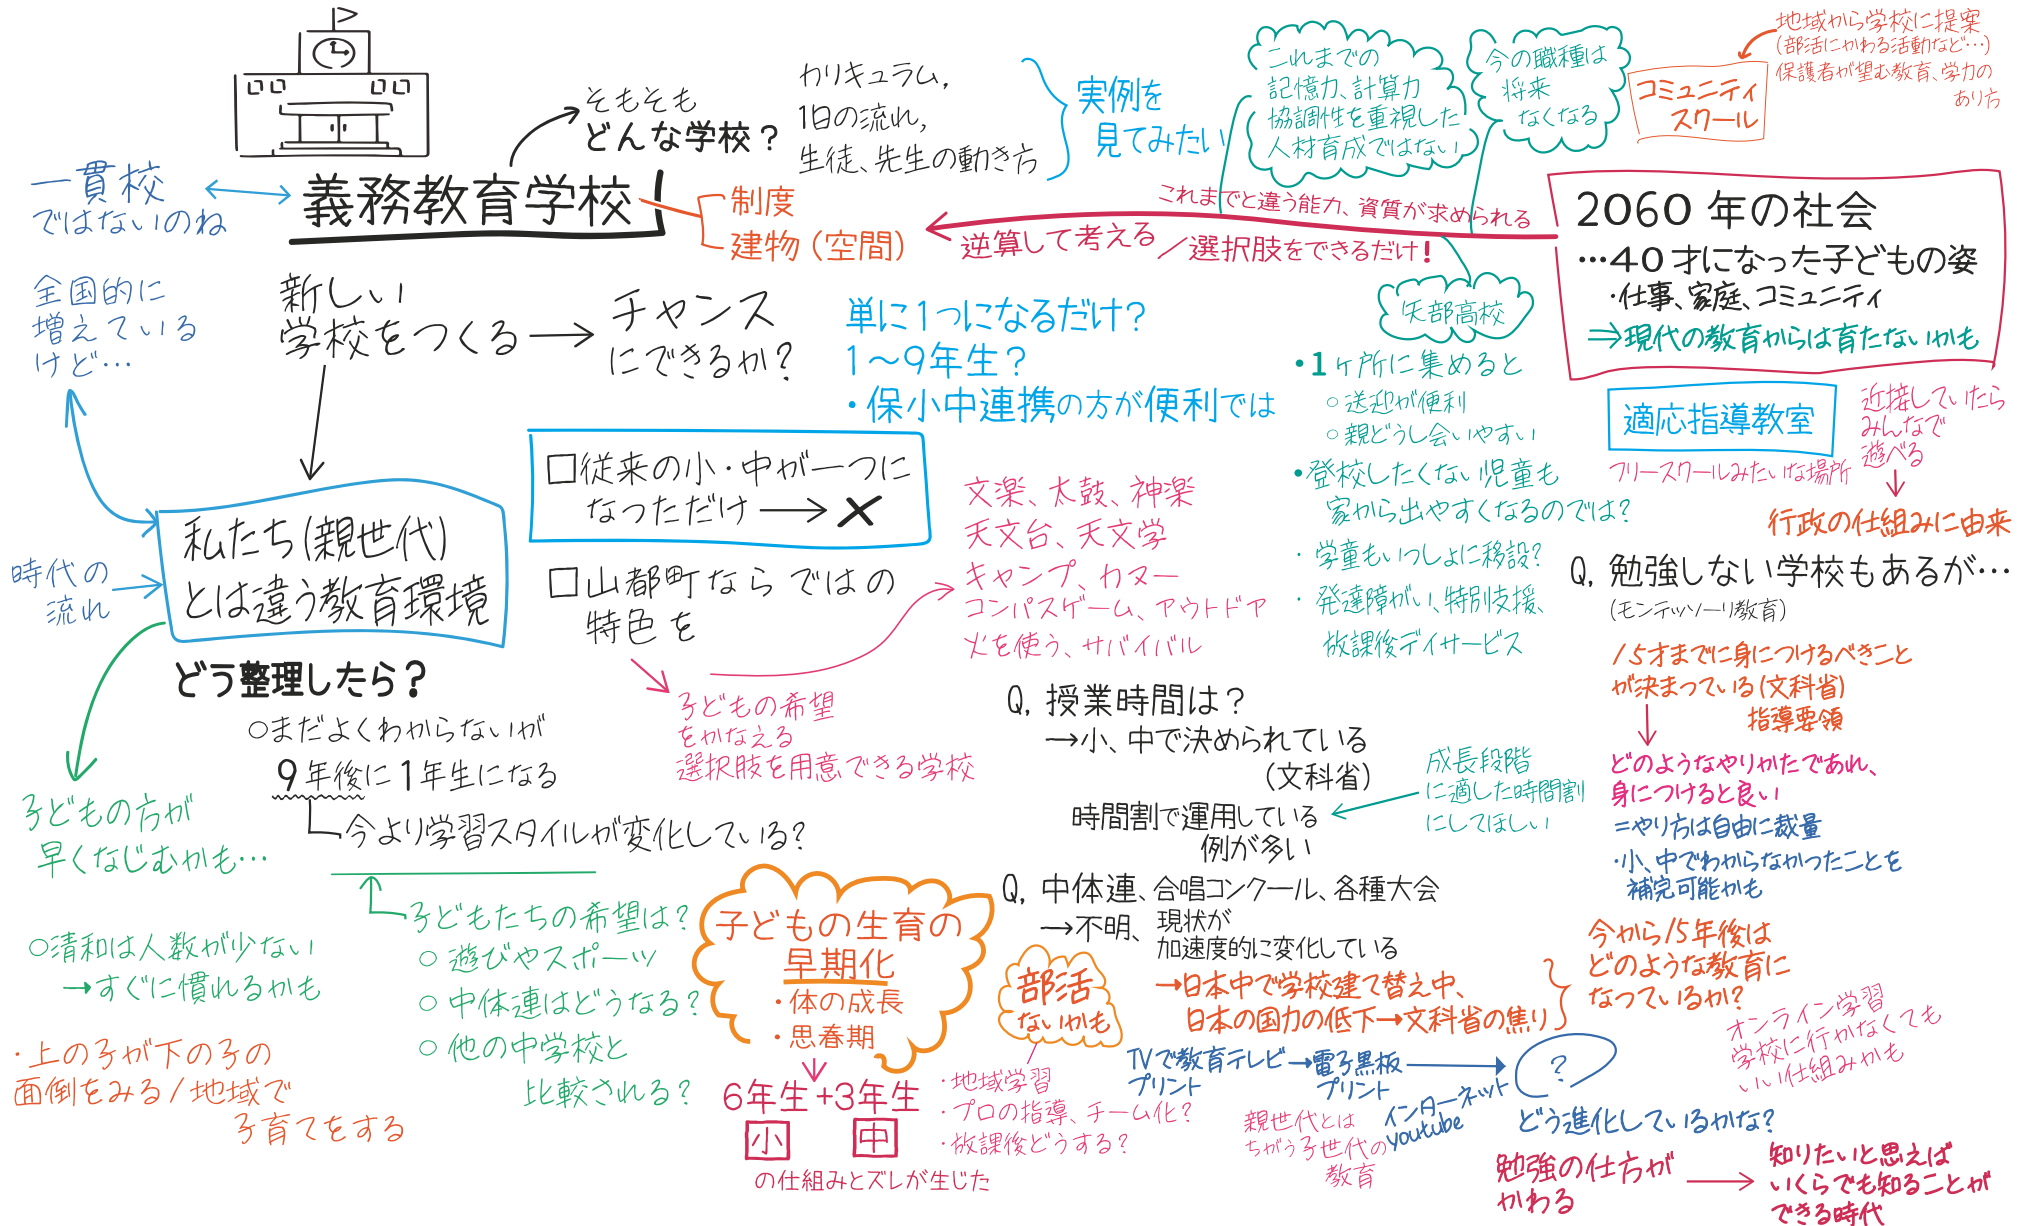 そもそも
どんな学校？
カリキュラム，
1日の流れ，
生徒、先生の動き方
実例を
見てみたい
これまでの
記憶力、計算力
協調性を重視した
人材育成ではない
今の職種は
将来
なくなる
コミュニティ
スクール
地域から学校に提案
(部活にかわる活動など…)
保護者が望む教育、学力の
あり方
一貫校
ではないのね
義務教育学校
制度
建物（空間）
これまでと違う能力、資質が求められる
逆算して考える
／選択肢をできるだけ！
2060年の社会
…40才になった子どもの姿
・仕事、家庭、コミュニティ
⇒現代の教育からは育たないかも
全国的に
増えている
けど…
新しい
学校をつくる
チャンス
にできるか？
単に1つになるだけ？
1〜9年生？
・保小中連携の方が便利では
矢部高校
・1ヶ所に集めると
○送迎が便利
○親どうし会いやすい
・登校したくない児童も
家から出やすくなるのでは？
・学童もいっしょに移設？
・発達障がい、特別支援、
放課後デイサービス
適応指導教室
フリースクールみたいな場所
近接していたら
みんなで
遊べる
行政の仕組みに由来
□従来の小・中が一つに
なっただけ→×
□山都町ならではの
特色を
文楽、太鼓、神楽
天文台、天文学
キャンプ、カヌー
コンパスゲーム、アウトドア
火を使う、サバイバル
子どもの希望
をかなえる
選択肢を用意できる学校
私たち(親世代)
とは違う教育環境
時代の
流れ
どう整理したら？
○まだよくわからないが
9年後に1年生になる
今より学習スタイルが変化している？
子どもの方が
早くなじむかも…
○清和は人数が少ない
→すぐに慣れるかも
・上の子が下の子の
面倒をみる/地域で
子育てをする
子どもたちの希望は？
○遊びやスポーツ
○中体連はどうなる？
○他の中学校と
比較される？
子どもの生育の
早期化
・体の成長
・思春期
6年生+3年生
小
中
の仕組みとズレが生じた
Q, 授業時間は？
→小、中で決められている
（文科省）
時間割で運用している
例が多い
成長段階
に適した時間割
にしてほしい
Q, 中体連、合唱コンクール、各種大会
→不明、現状が
加速度的に変化している
部活
ないかも
→日本中で学校建て替え中、
日本の国力の低下→文科省の焦り
・地域学習
・プロの指導、チーム化？
・放課後どうする？
TVで教育テレビ→電子黒板
プリント
プリント
インターネット
youtube
親世代とは
ちがう子世代の
教育
？
どう進化しているかな？
勉強の仕方が
かわる
知りたいと思えば
いくらでも知ることが
できる時代
Q, 勉強しない学校もあるが…
(モンテッソーリ教育)
15才までに身につけるべきこと
が決まっている(文科省)
指導要領
どのようなやりかたであれ、
身につけると良い
=やり方は自由に裁量
・小、中でわからなかったことを
補完可能かも
今から15年後は
どのような教育に
なっているか？
オンライン学習
学校に行かなくても
いい仕組みかも